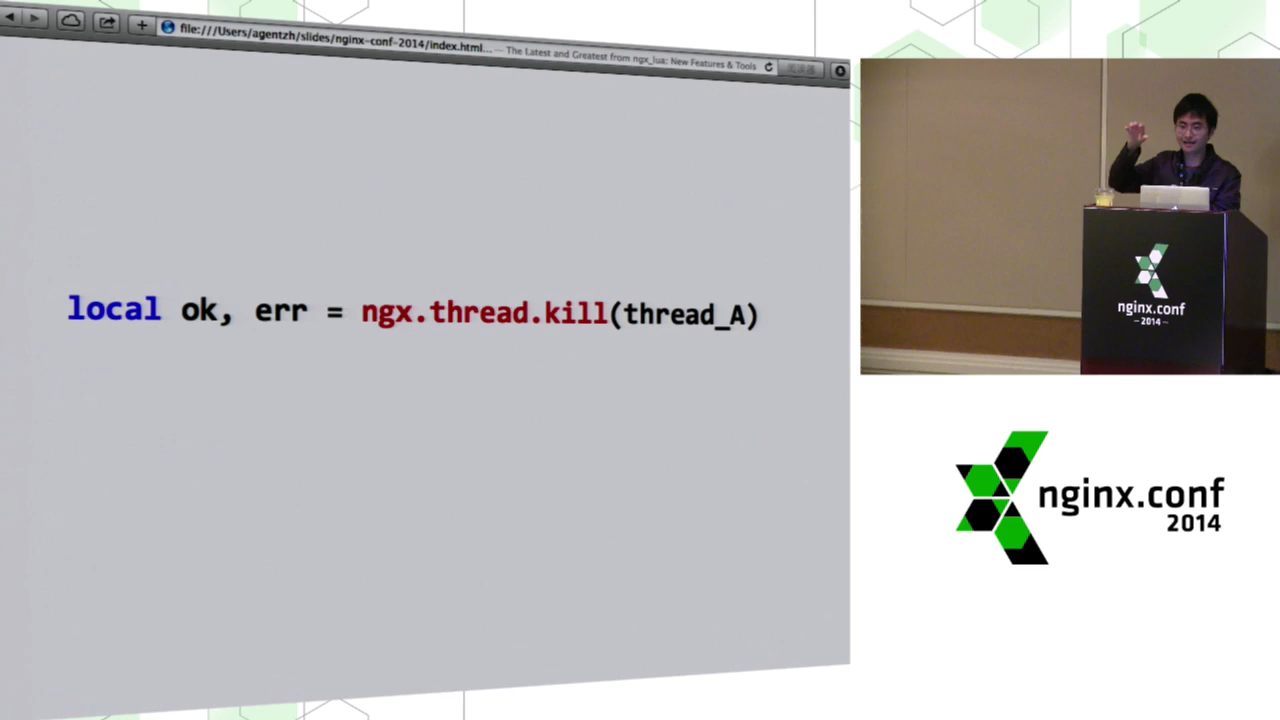 file:///Users/agentzh/slides/nginx-conf-2014/index.html... — The Latest and Greatest from ngx_lua: New Features & Tools
local ok, err = ngx.thread.kill(thread_A)
nginx.conf
—2014—
nginx.conf
2014